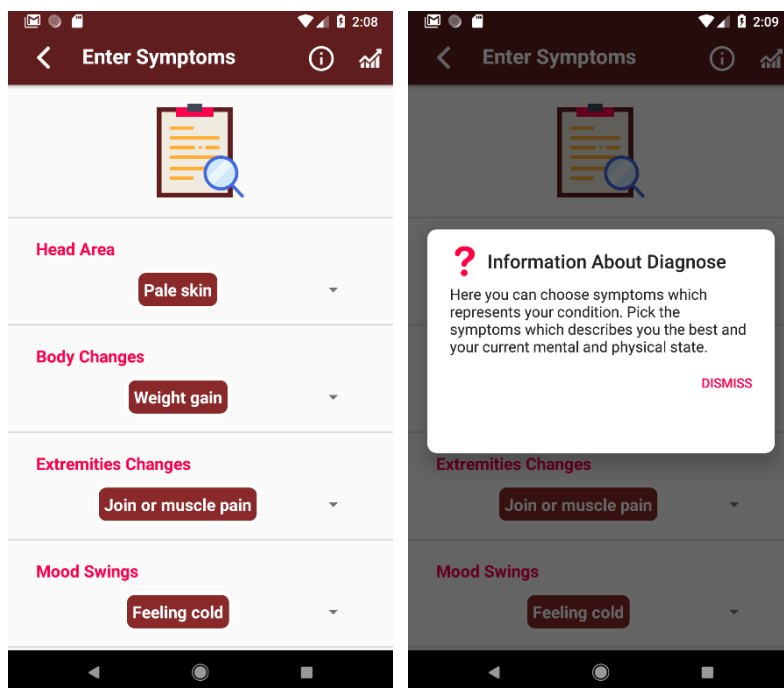 2:08
Enter Symptoms
Head Area
Pale skin
Body Changes
Weight gain
Extremities Changes
Join or muscle pain
Mood Swings
Feeling cold
2:09
Enter Symptoms
Information About Diagnose
Here you can choose symptoms which
represents your condition. Pick the
symptoms which describes you the best and
your current mental and physical state.
DISMISS
Extremities Changes
Join or muscle pain
Mood Swings
Feeling cold